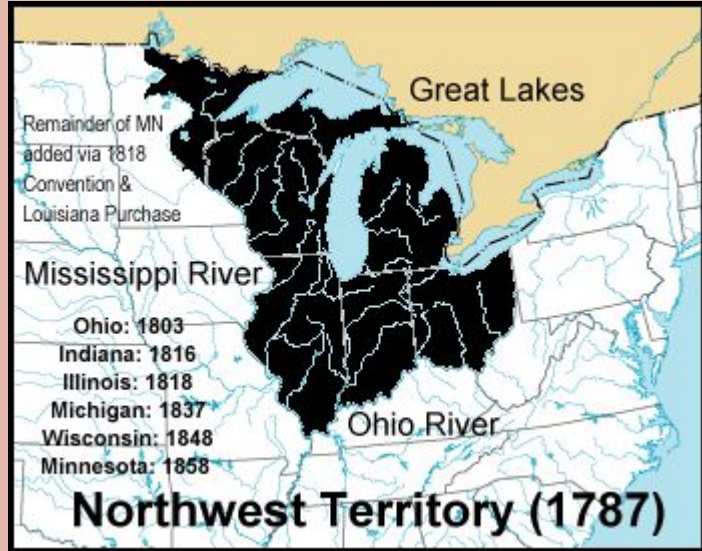 Great Lakes
Remainder of MN
added via 1818
Convention &
Louisiana Purchase
Mississippi River
Ohio: 1803
Indiana: 1816
Illinois: 1818
Michigan: 1837
Wisconsin: 1848
Minnesota: 1858
Ohio River
Northwest Territory (1787)